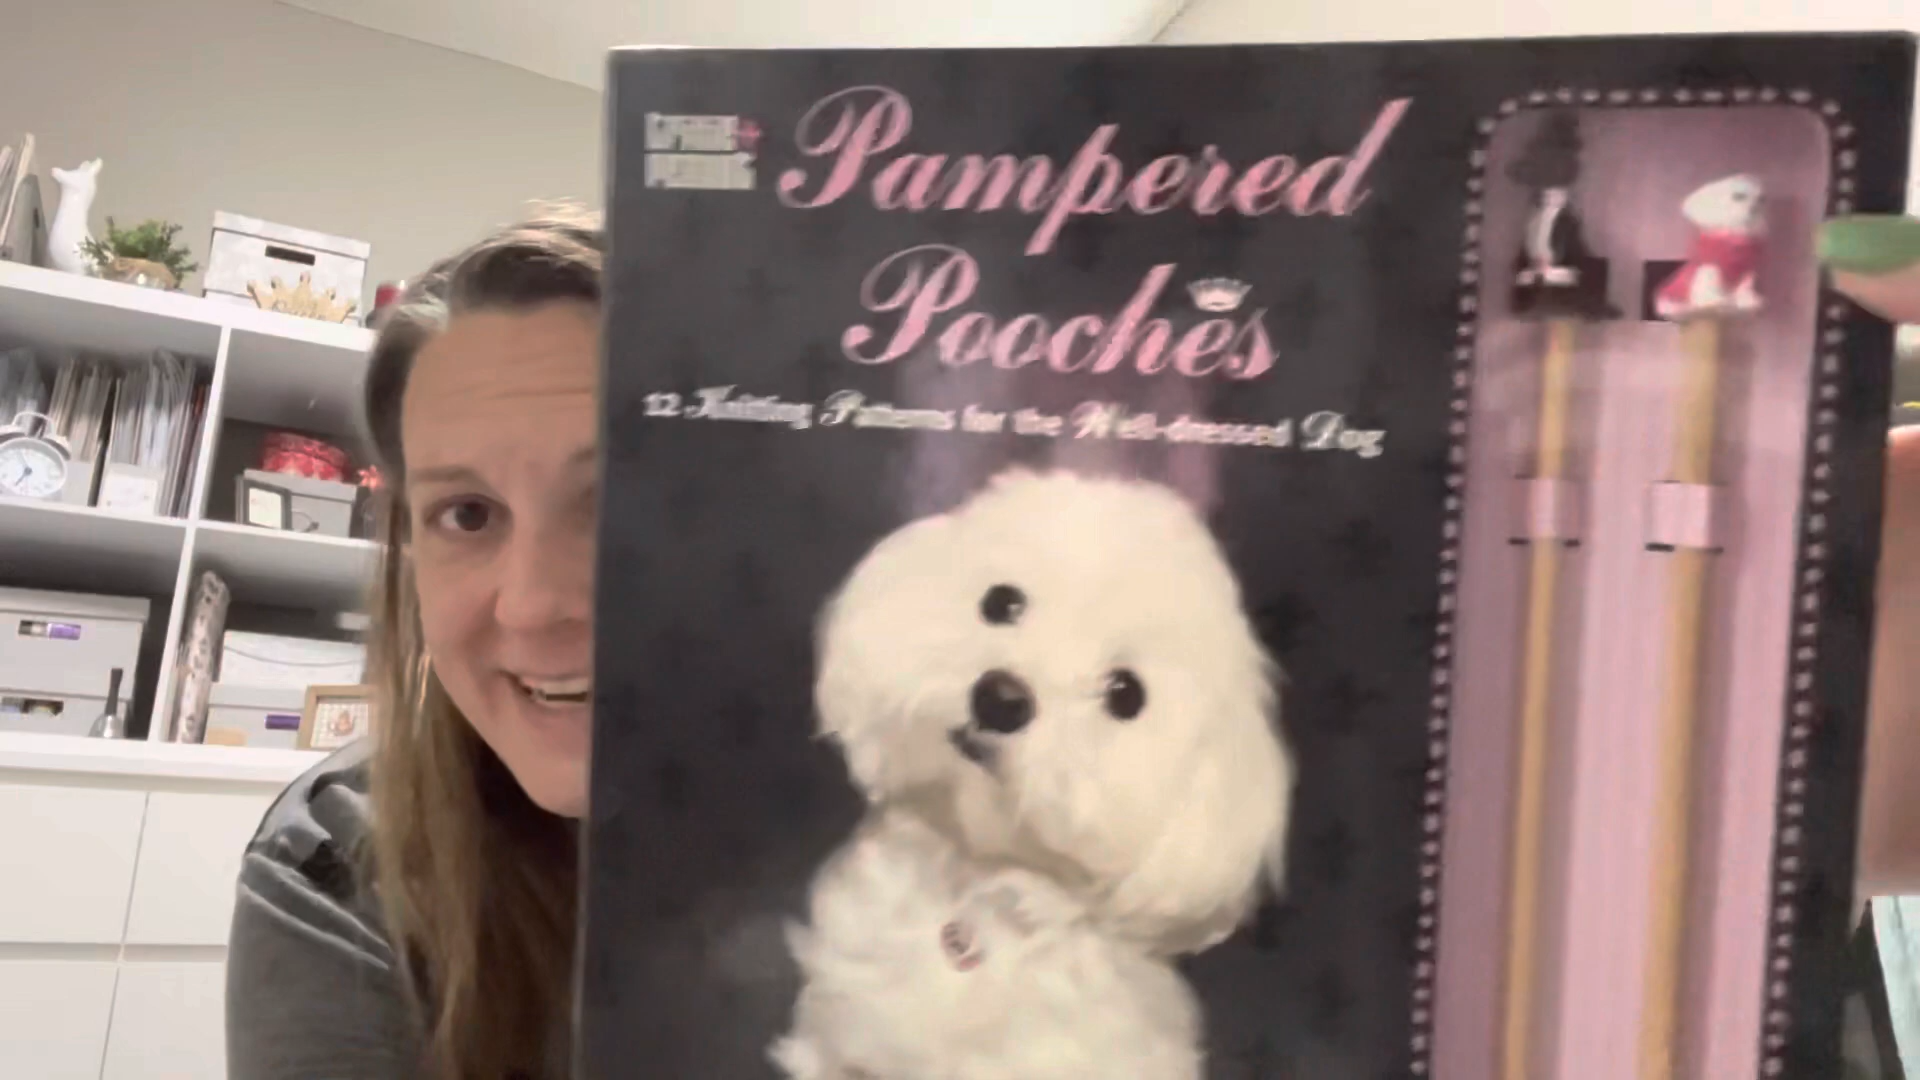 Pampered
Pooches
12 Knitting Patterns for the Well-dressed Dog